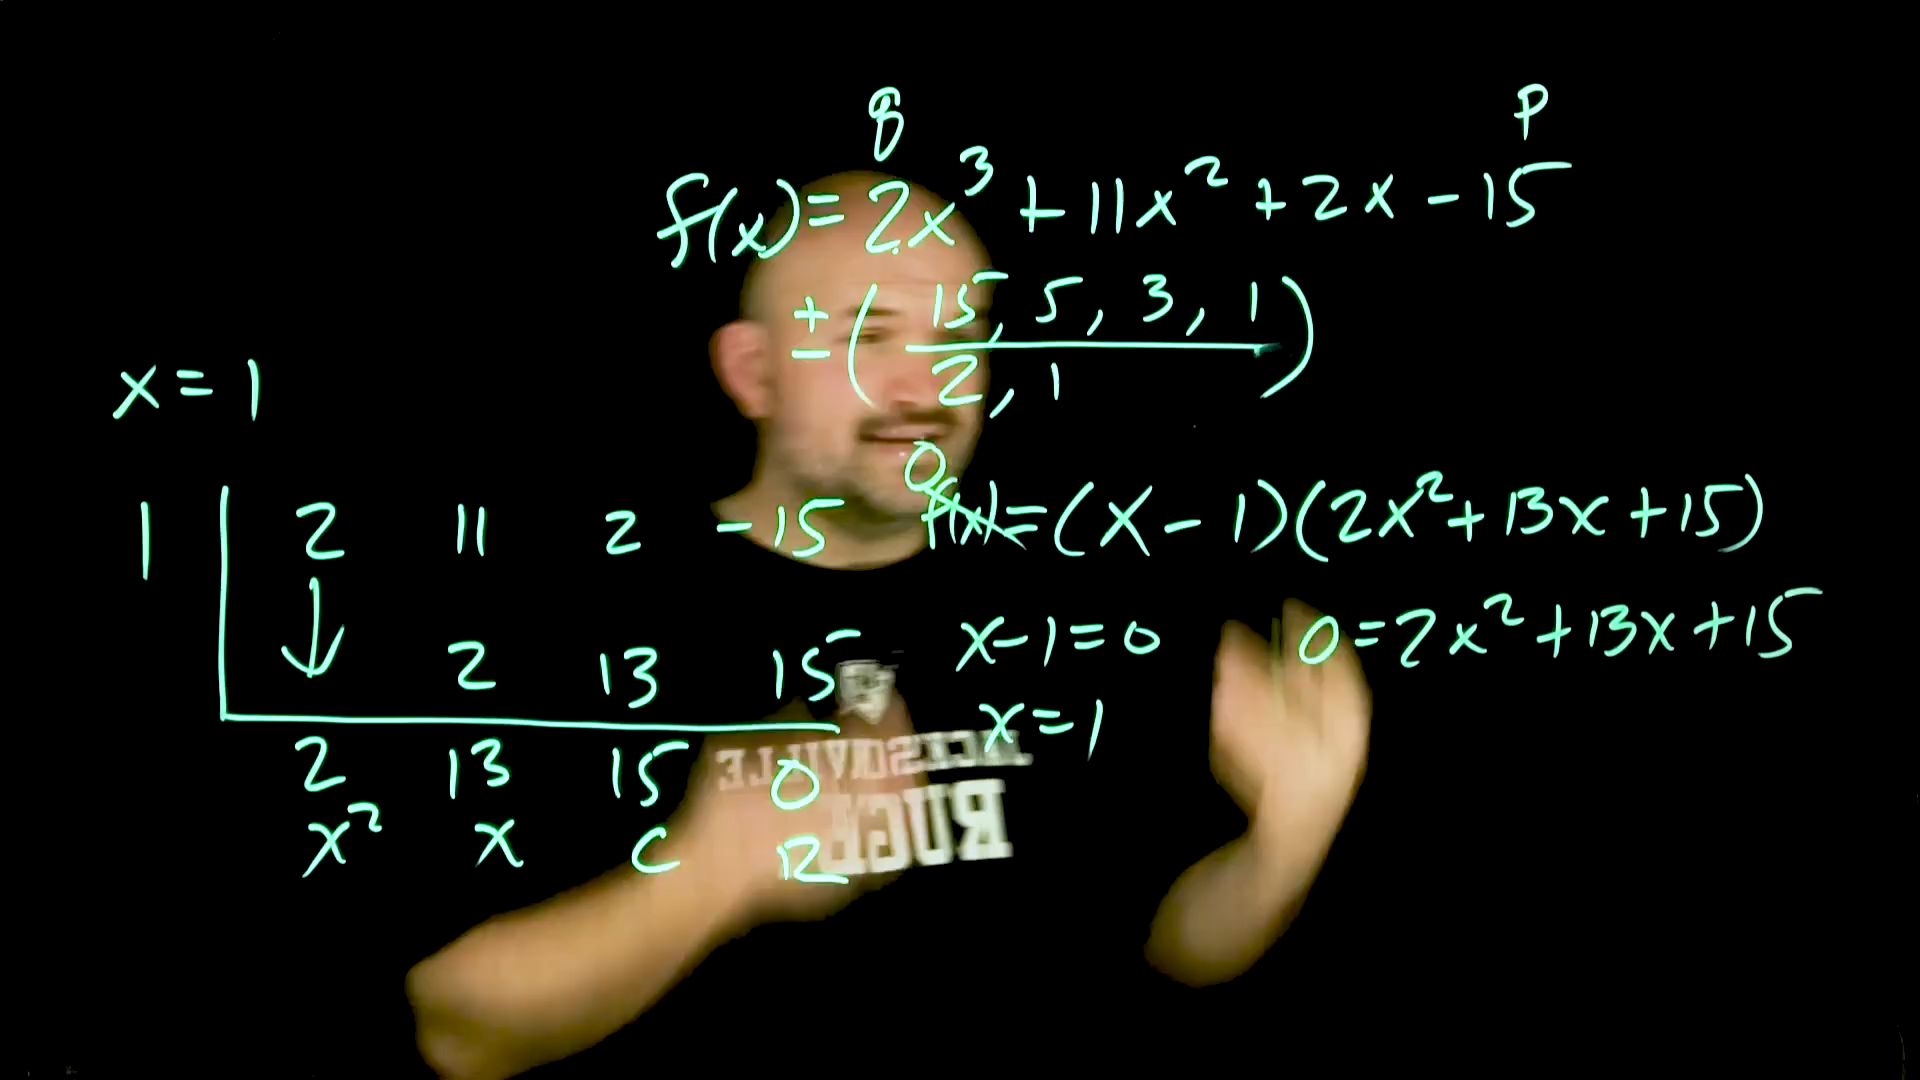 q p
f(x) = 2x³ + 11x² + 2x - 15
± ( 15, 5, 3, 1 / 2, 1 )
x = 1
1 | 2 11 2 -15
↓ 2 13 15
2 13 15 0
x² x c R
0
f(x) = (x - 1)(2x² + 13x + 15)
x - 1 = 0 0 = 2x² + 13x + 15
x = 1
JACKSONVILLE